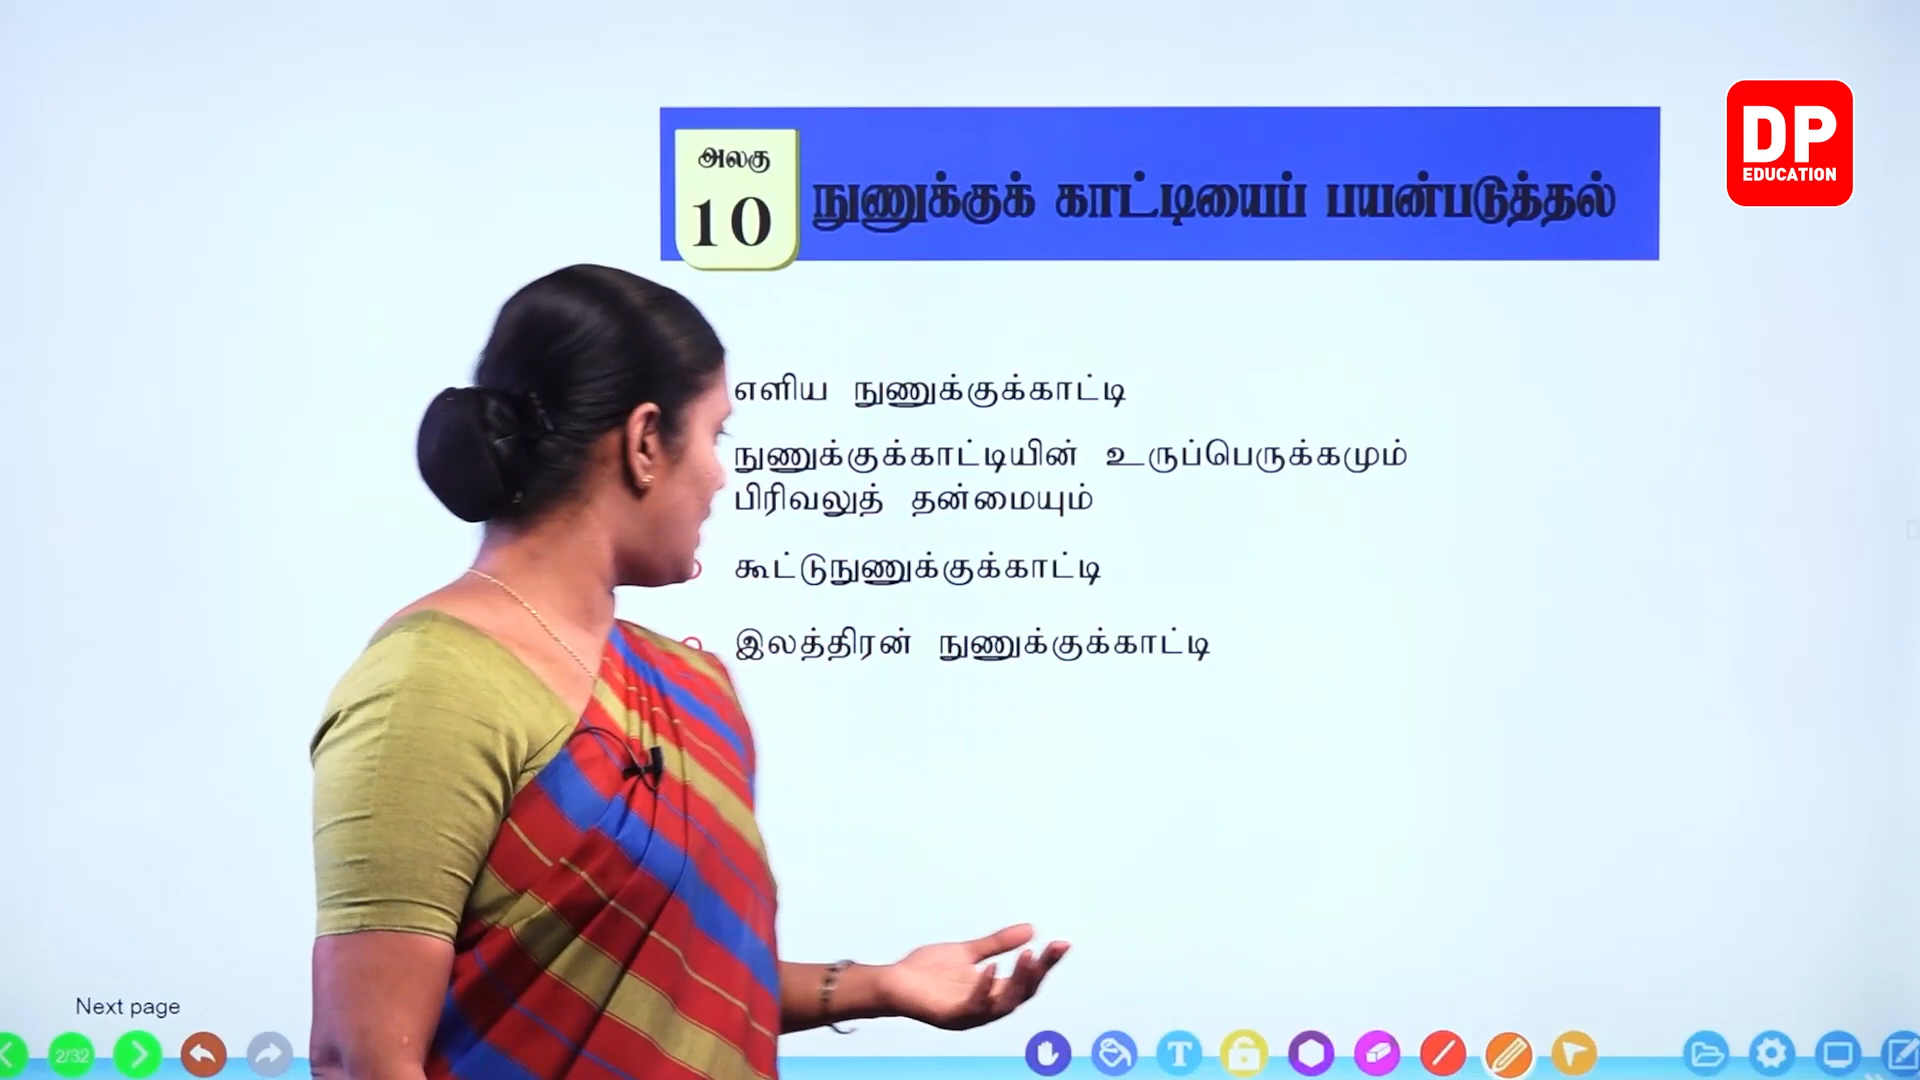 DP
EDUCATION
அலகு
10
நுணுக்குக் காட்டியைப் பயன்படுத்தல்
எளிய நுணுக்குக்காட்டி
நுணுக்குக்காட்டியின் உருப்பெருக்கமும்
பிரிவலுத் தன்மையும்
கூட்டுநுணுக்குக்காட்டி
இலத்திரன் நுணுக்குக்காட்டி
Next page
2/32
T